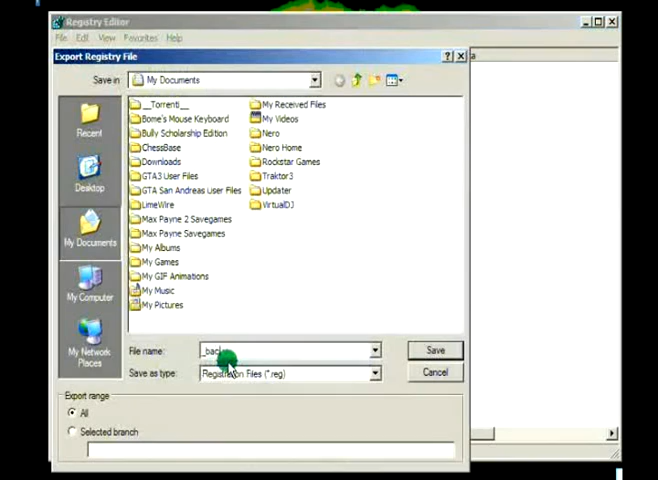 Registry Editor
File Edit View Favorites Help
Export Registry File
Save in:
My Documents
__Torrenti__
Bome's Mouse Keyboard
Bully Scholarship Edition
ChessBase
Downloads
GTA3 User Files
GTA San Andreas User Files
LimeWire
Max Payne 2 Savegames
Max Payne Savegames
My Albums
My Games
My GIF Animations
My Music
My Pictures
My Received Files
My Videos
Nero
Nero Home
Rockstar Games
Traktor3
Updater
VirtualDJ
Recent
Desktop
My Documents
My Computer
My Network
Places
File name:
Save
Save as type:
Registration Files (*.reg)
Cancel
Export range
All
Selected branch